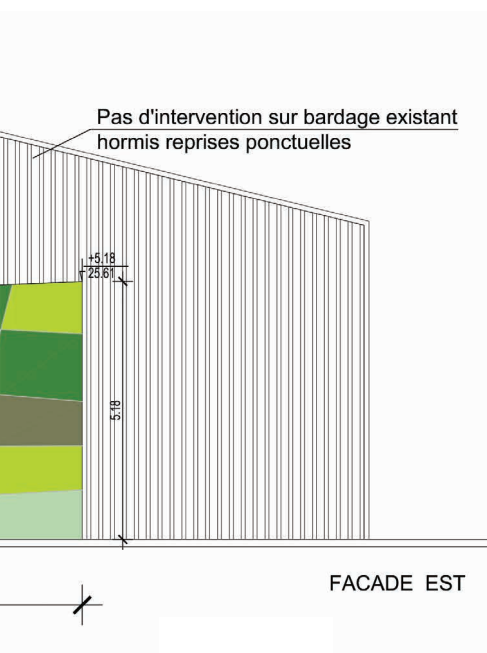 Pas d'intervention sur bardage existant
hormis reprises ponctuelles
+5.18
25.61
5.18
FACADE EST